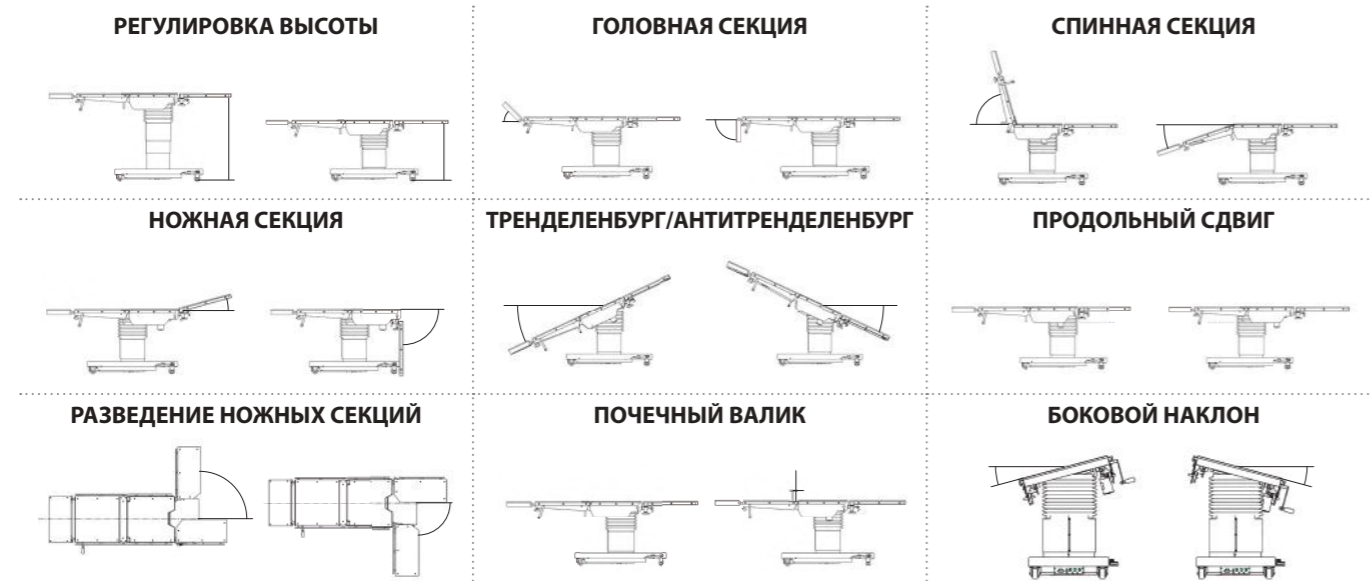 РЕГУЛИРОВКА ВЫСОТЫ
ГОЛОВНАЯ СЕКЦИЯ
СПИННАЯ СЕКЦИЯ
НОЖНАЯ СЕКЦИЯ
ТРЕНДЕЛЕНБУРГ/АНТИТРЕНДЕЛЕНБУРГ
ПРОДОЛЬНЫЙ СДВИГ
РАЗВЕДЕНИЕ НОЖНЫХ СЕКЦИЙ
ПОЧЕЧНЫЙ ВАЛИК
БОКОВОЙ НАКЛОН